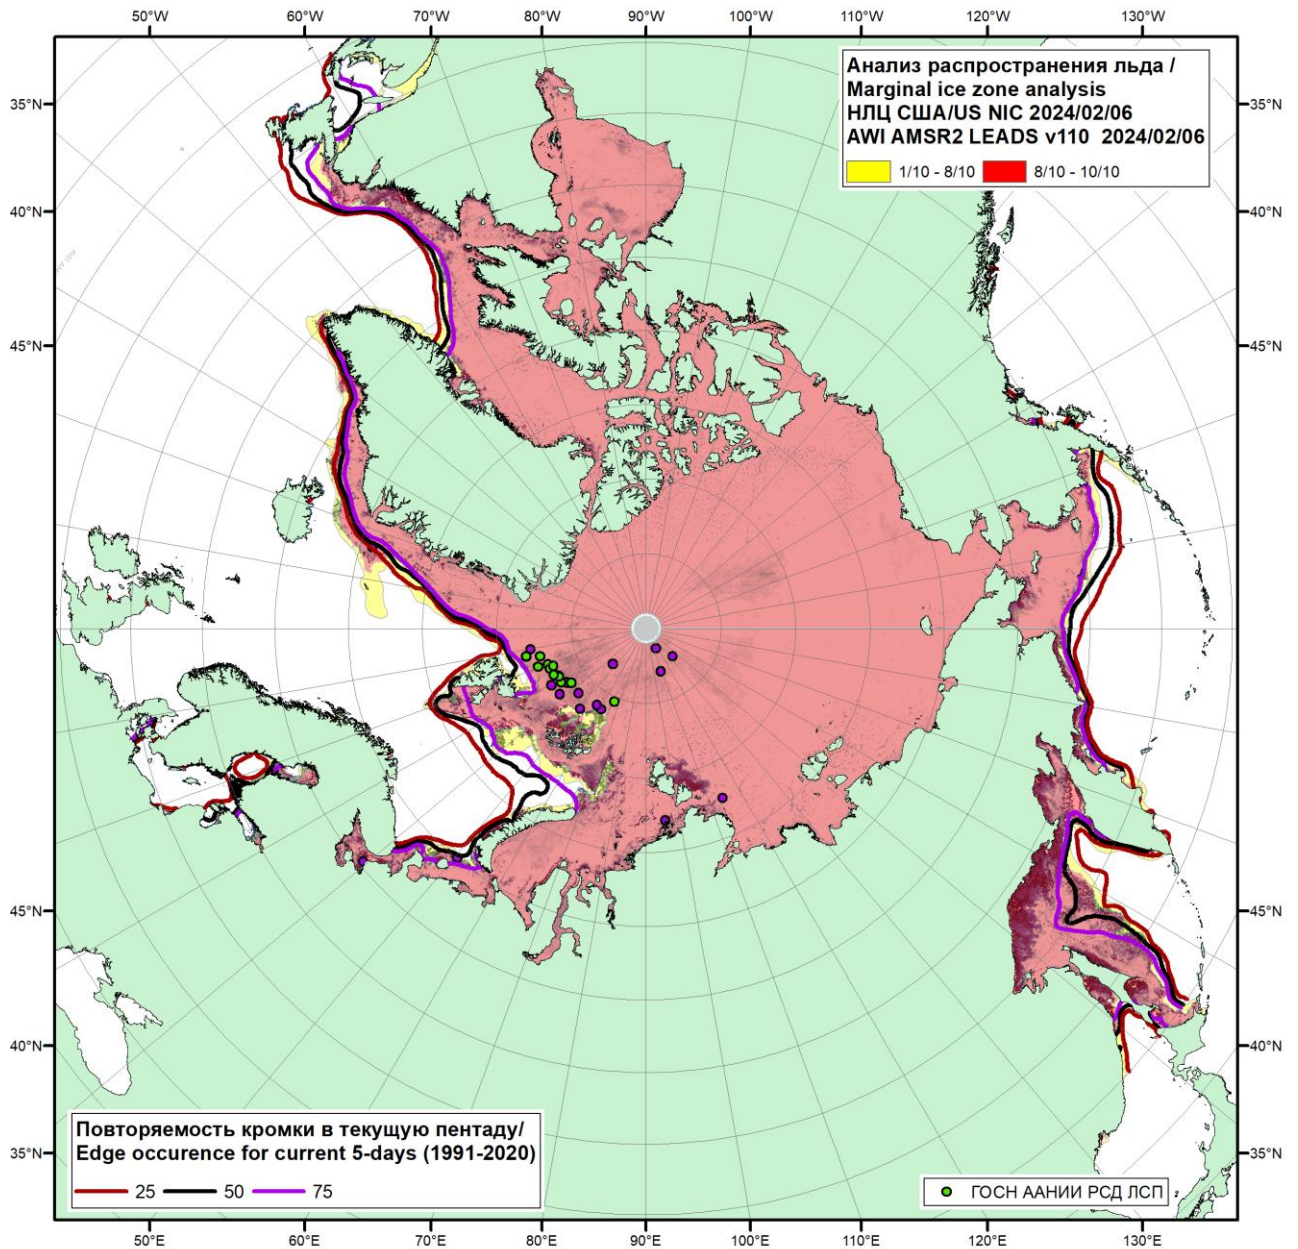 50°W 60°W 70°W 80°W 90°W 100°W 110°W 120°W 130°W
Анализ распространения льда /
Marginal ice zone analysis
НЛЦ США/US NIC 2024/02/06
AWI AMSR2 LEADS v110 2024/02/06
1/10 - 8/10 8/10 - 10/10
35°N 35°N
40°N 40°N
45°N 45°N
45°N 45°N
40°N 40°N
35°N 35°N
Повторяемость кромки в текущую пентаду/
Edge occurence for current 5-days (1991-2020)
25 50 75
ГОСН ААНИИ РСД ЛСП
50°E 60°E 70°E 80°E 90°E 100°E 110°E 120°E 130°E